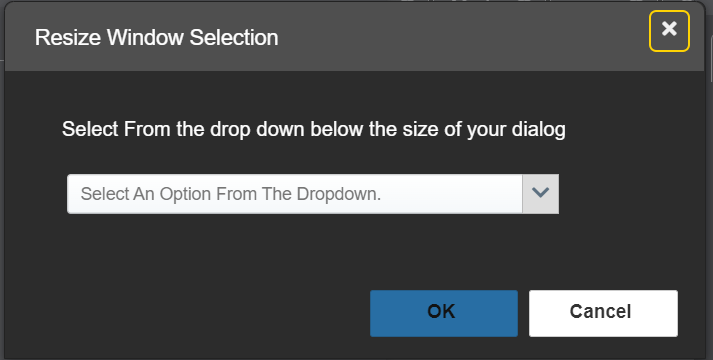 Resize Window Selection
Select From the drop down below the size of your dialog
Select An Option From The Dropdown.
OK
Cancel